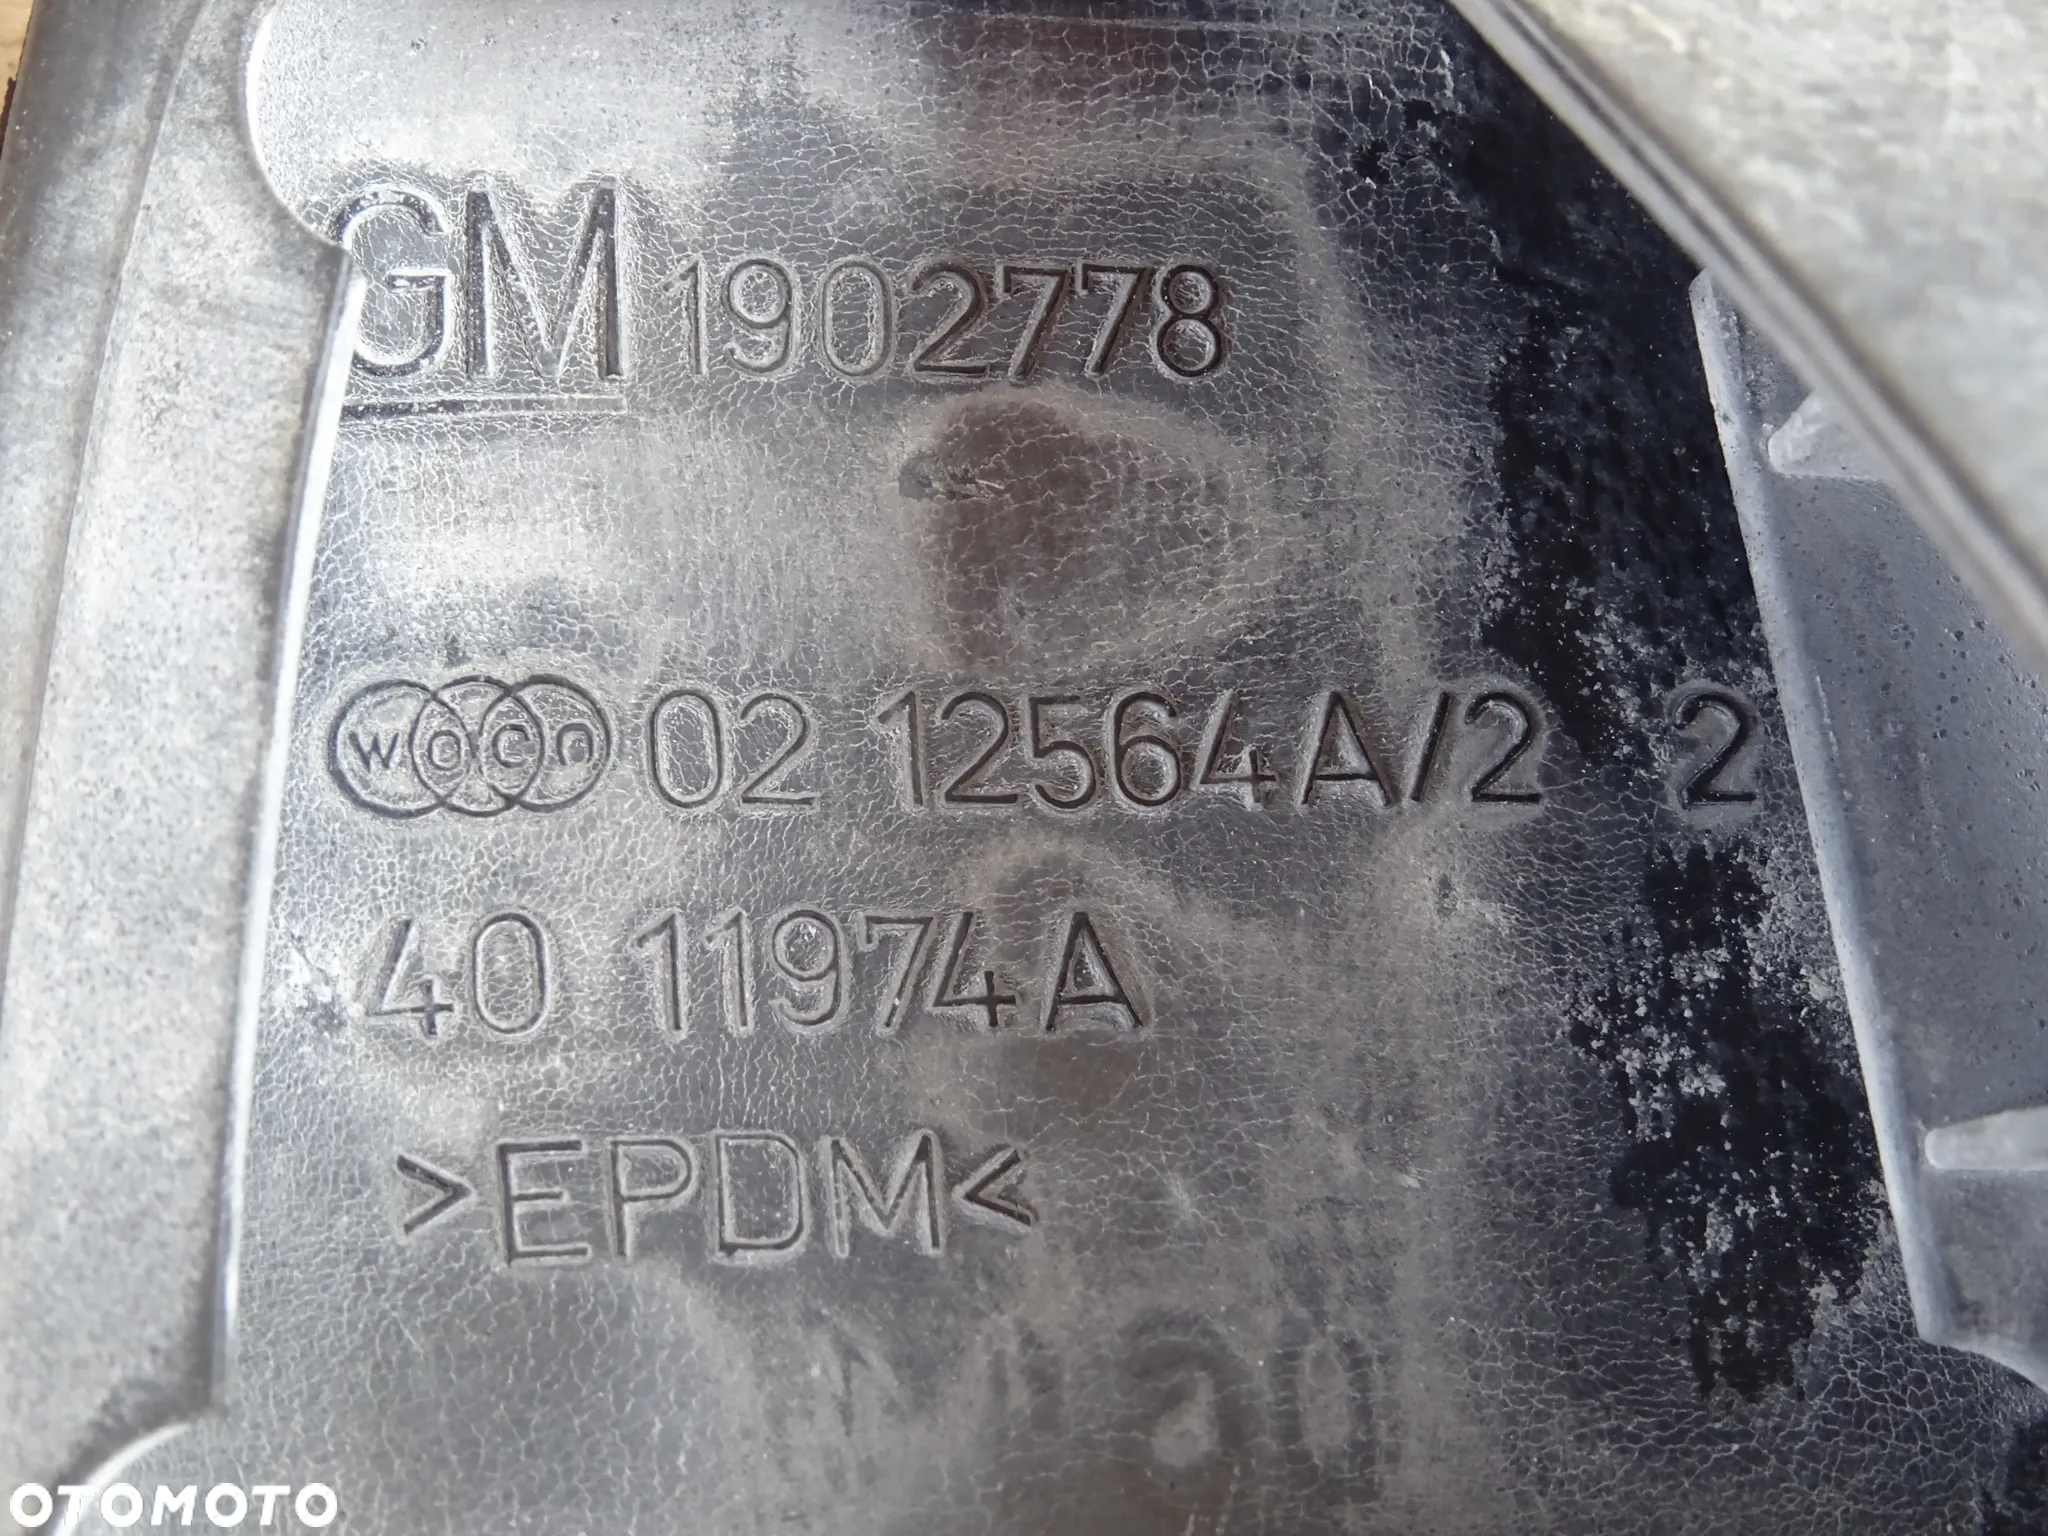 GM 1902778
woco 02 12564A/2 2
40 11974A
>EPDM<
OTOMOTO